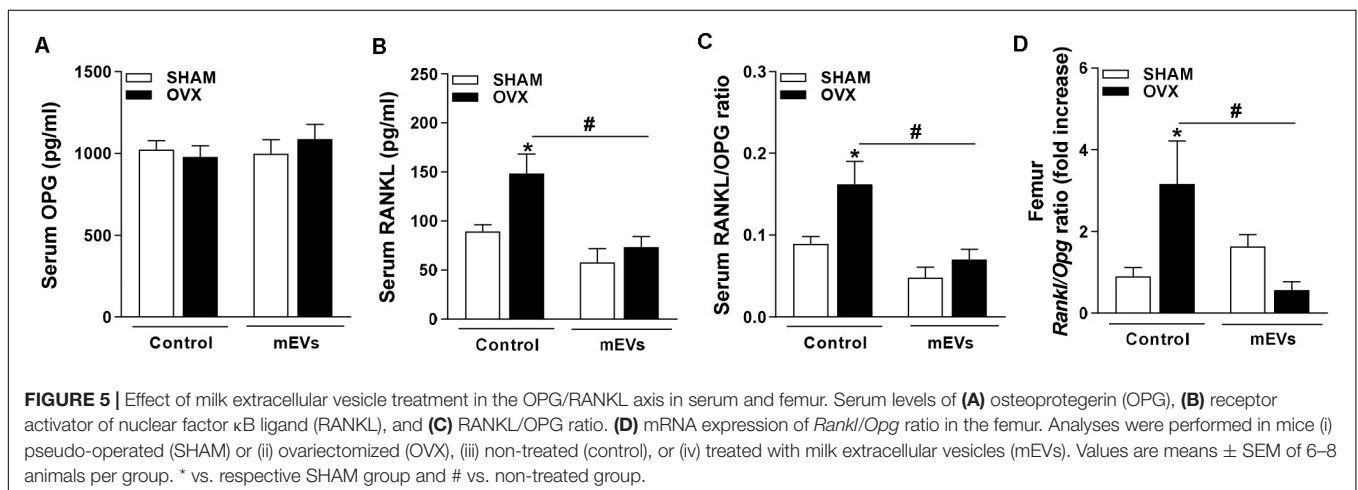 A
Serum OPG (pg/ml)
1500
1000
500
0
SHAM
OVX
Control
mEVs
B
Serum RANKL (pg/ml)
250
200
150
100
50
0
SHAM
OVX
*
#
Control
mEVs
C
Serum RANKL/OPG ratio
0.3
0.2
0.1
0.0
SHAM
OVX
*
#
Control
mEVs
D
Femur
Rankl/Opg ratio (fold increase)
6
4
2
0
SHAM
OVX
*
#
Control
mEVs
FIGURE 5 | Effect of milk extracellular vesicle treatment in the OPG/RANKL axis in serum and femur. Serum levels of (A) osteoprotegerin (OPG), (B) receptor
activator of nuclear factor κB ligand (RANKL), and (C) RANKL/OPG ratio. (D) mRNA expression of Rankl/Opg ratio in the femur. Analyses were performed in mice (i)
pseudo-operated (SHAM) or (ii) ovariectomized (OVX), (iii) non-treated (control), or (iv) treated with milk extracellular vesicles (mEVs). Values are means ± SEM of 6–8
animals per group. * vs. respective SHAM group and # vs. non-treated group.